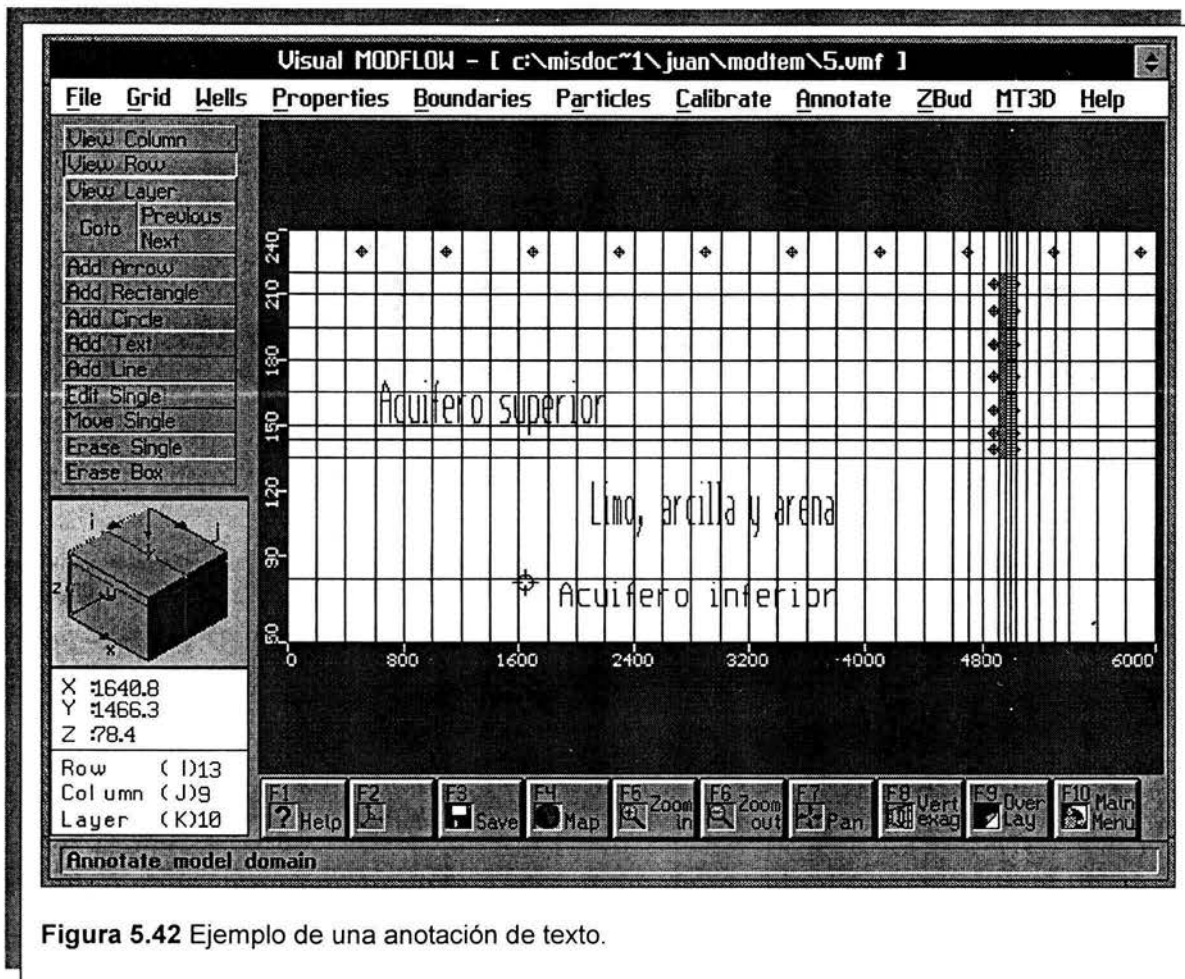 Visual MODFLOW - [ c:\misdoc~1\juan\modtem\5.vmf ]
File Grid Wells Properties Boundaries Particles Calibrate Annotate ZBud MT3D Help
View Column
View Row
View Layer
Goto Previous
Next
Add Arrow
Add Rectangle
Add Circle
Add Text
Add Line
Edit Single
Move Single
Erase Single
Erase Box
240
210
180
150
120
90
50
Acuifero superior
Limo, arcilla y arena
Acuifero inferior
0 800 1600 2400 3200 4000 4800 6000
i j
z
x
X :1640.8
Y :1466.3
Z :78.4
Row ( I)13
Column (J)9
Layer (K)10
F1 ? Help
F2
F3 Save
F4 Map
F5 Zoom in
F6 Zoom out
F7 Pan
F8 Vert exag
F9 Over Lay
F10 Main Menu
Annotate model domain
Figura 5.42 Ejemplo de una anotación de texto.